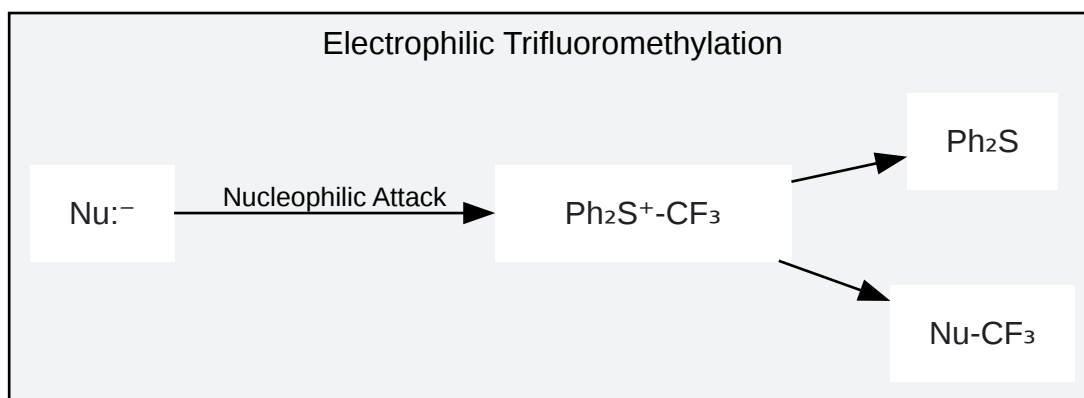 Electrophilic Trifluoromethylation
Ph₂S
Nu:⁻
Nucleophilic Attack
Ph₂S⁺-CF₃
Nu-CF₃